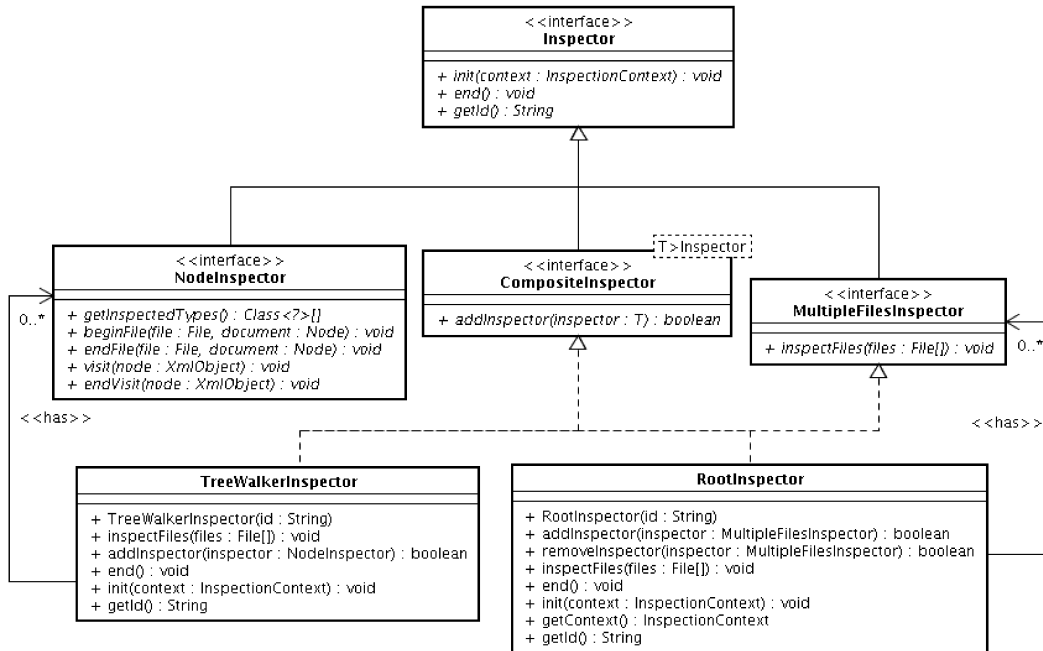 <<interface>>
Inspector
+ init(context : InspectionContext) : void
+ end() : void
+ getId() : String
T>Inspector
<<interface>>
NodeInspector
+ getInspectedTypes() : Class<?>[]
+ beginFile(file : File, document : Node) : void
+ endFile(file : File, document : Node) : void
+ visit(node : XmlObject) : void
+ endVisit(node : XmlObject) : void
<<interface>>
CompositeInspector
+ addInspector(inspector : T) : boolean
<<interface>>
MultipleFilesInspector
+ inspectFiles(files : File[]) : void
0..*
0..*
<<has>>
<<has>>
TreeWalkerInspector
+ TreeWalkerInspector(id : String)
+ inspectFiles(files : File[]) : void
+ addInspector(inspector : NodeInspector) : boolean
+ end() : void
+ init(context : InspectionContext) : void
+ getId() : String
RootInspector
+ RootInspector(id : String)
+ addInspector(inspector : MultipleFilesInspector) : boolean
+ removeInspector(inspector : MultipleFilesInspector) : boolean
+ inspectFiles(files : File[]) : void
+ end() : void
+ init(context : InspectionContext) : void
+ getContext() : InspectionContext
+ getId() : String